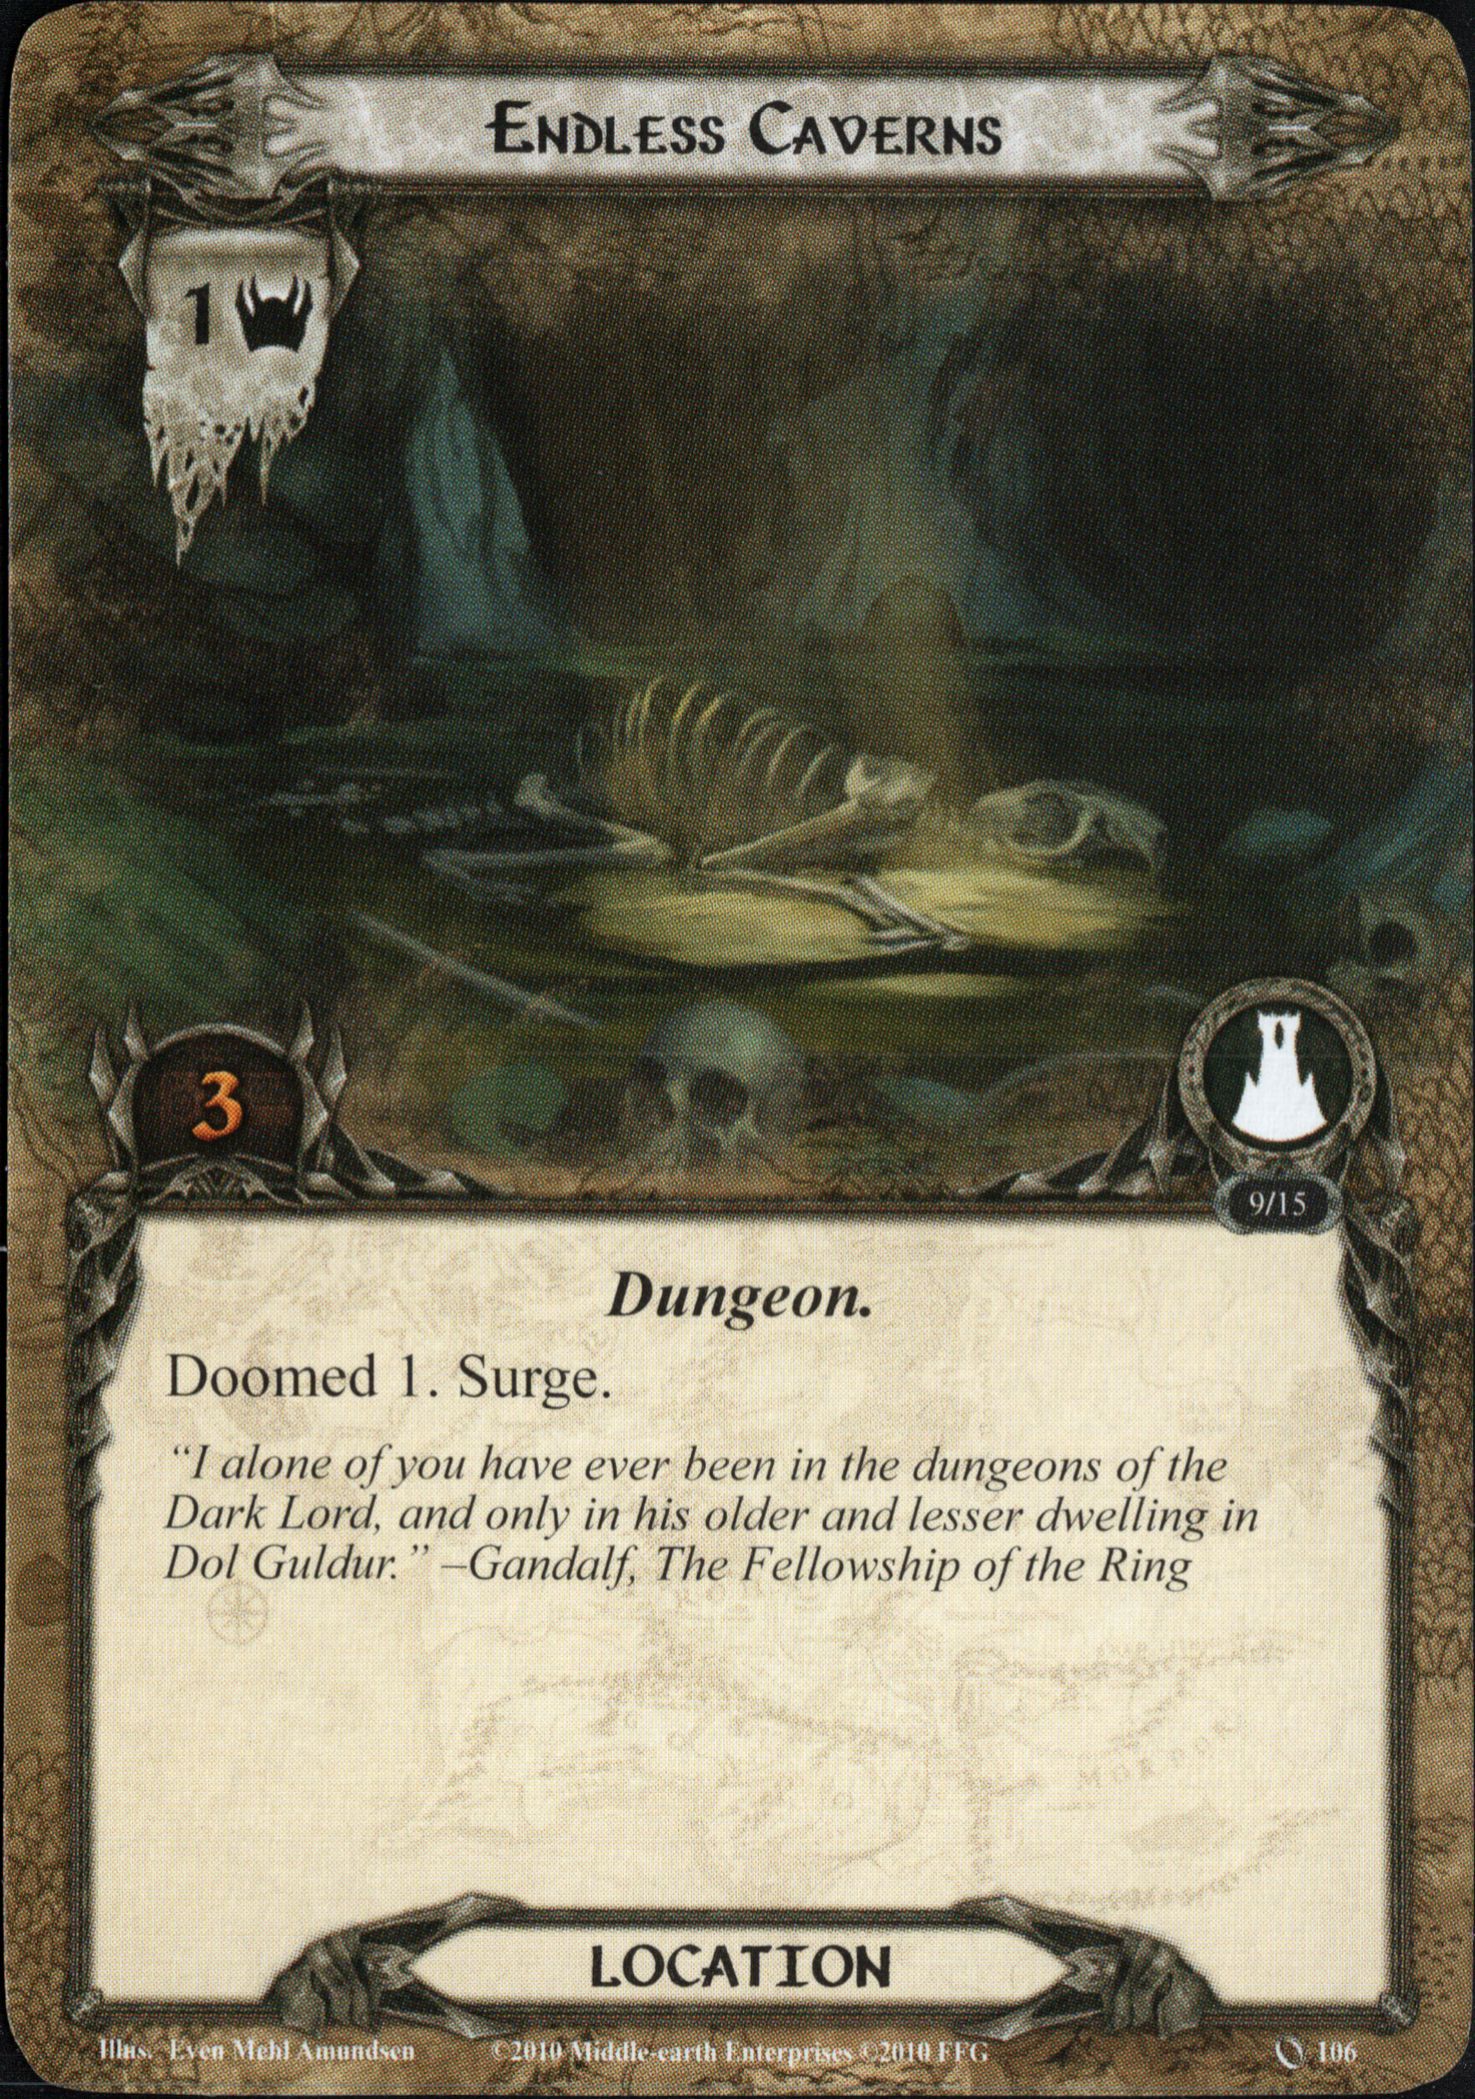 Endless Caverns
1
3
9/15
Dungeon.
Doomed 1. Surge.
“I alone of you have ever been in the dungeons of the
Dark Lord, and only in his older and lesser dwelling in
Dol Guldur.” –Gandalf, The Fellowship of the Ring
MORDOR
LOCATION
Illus. Even Mehl Amundsen ©2010 Middle-earth Enterprises ©2010 FFG 106